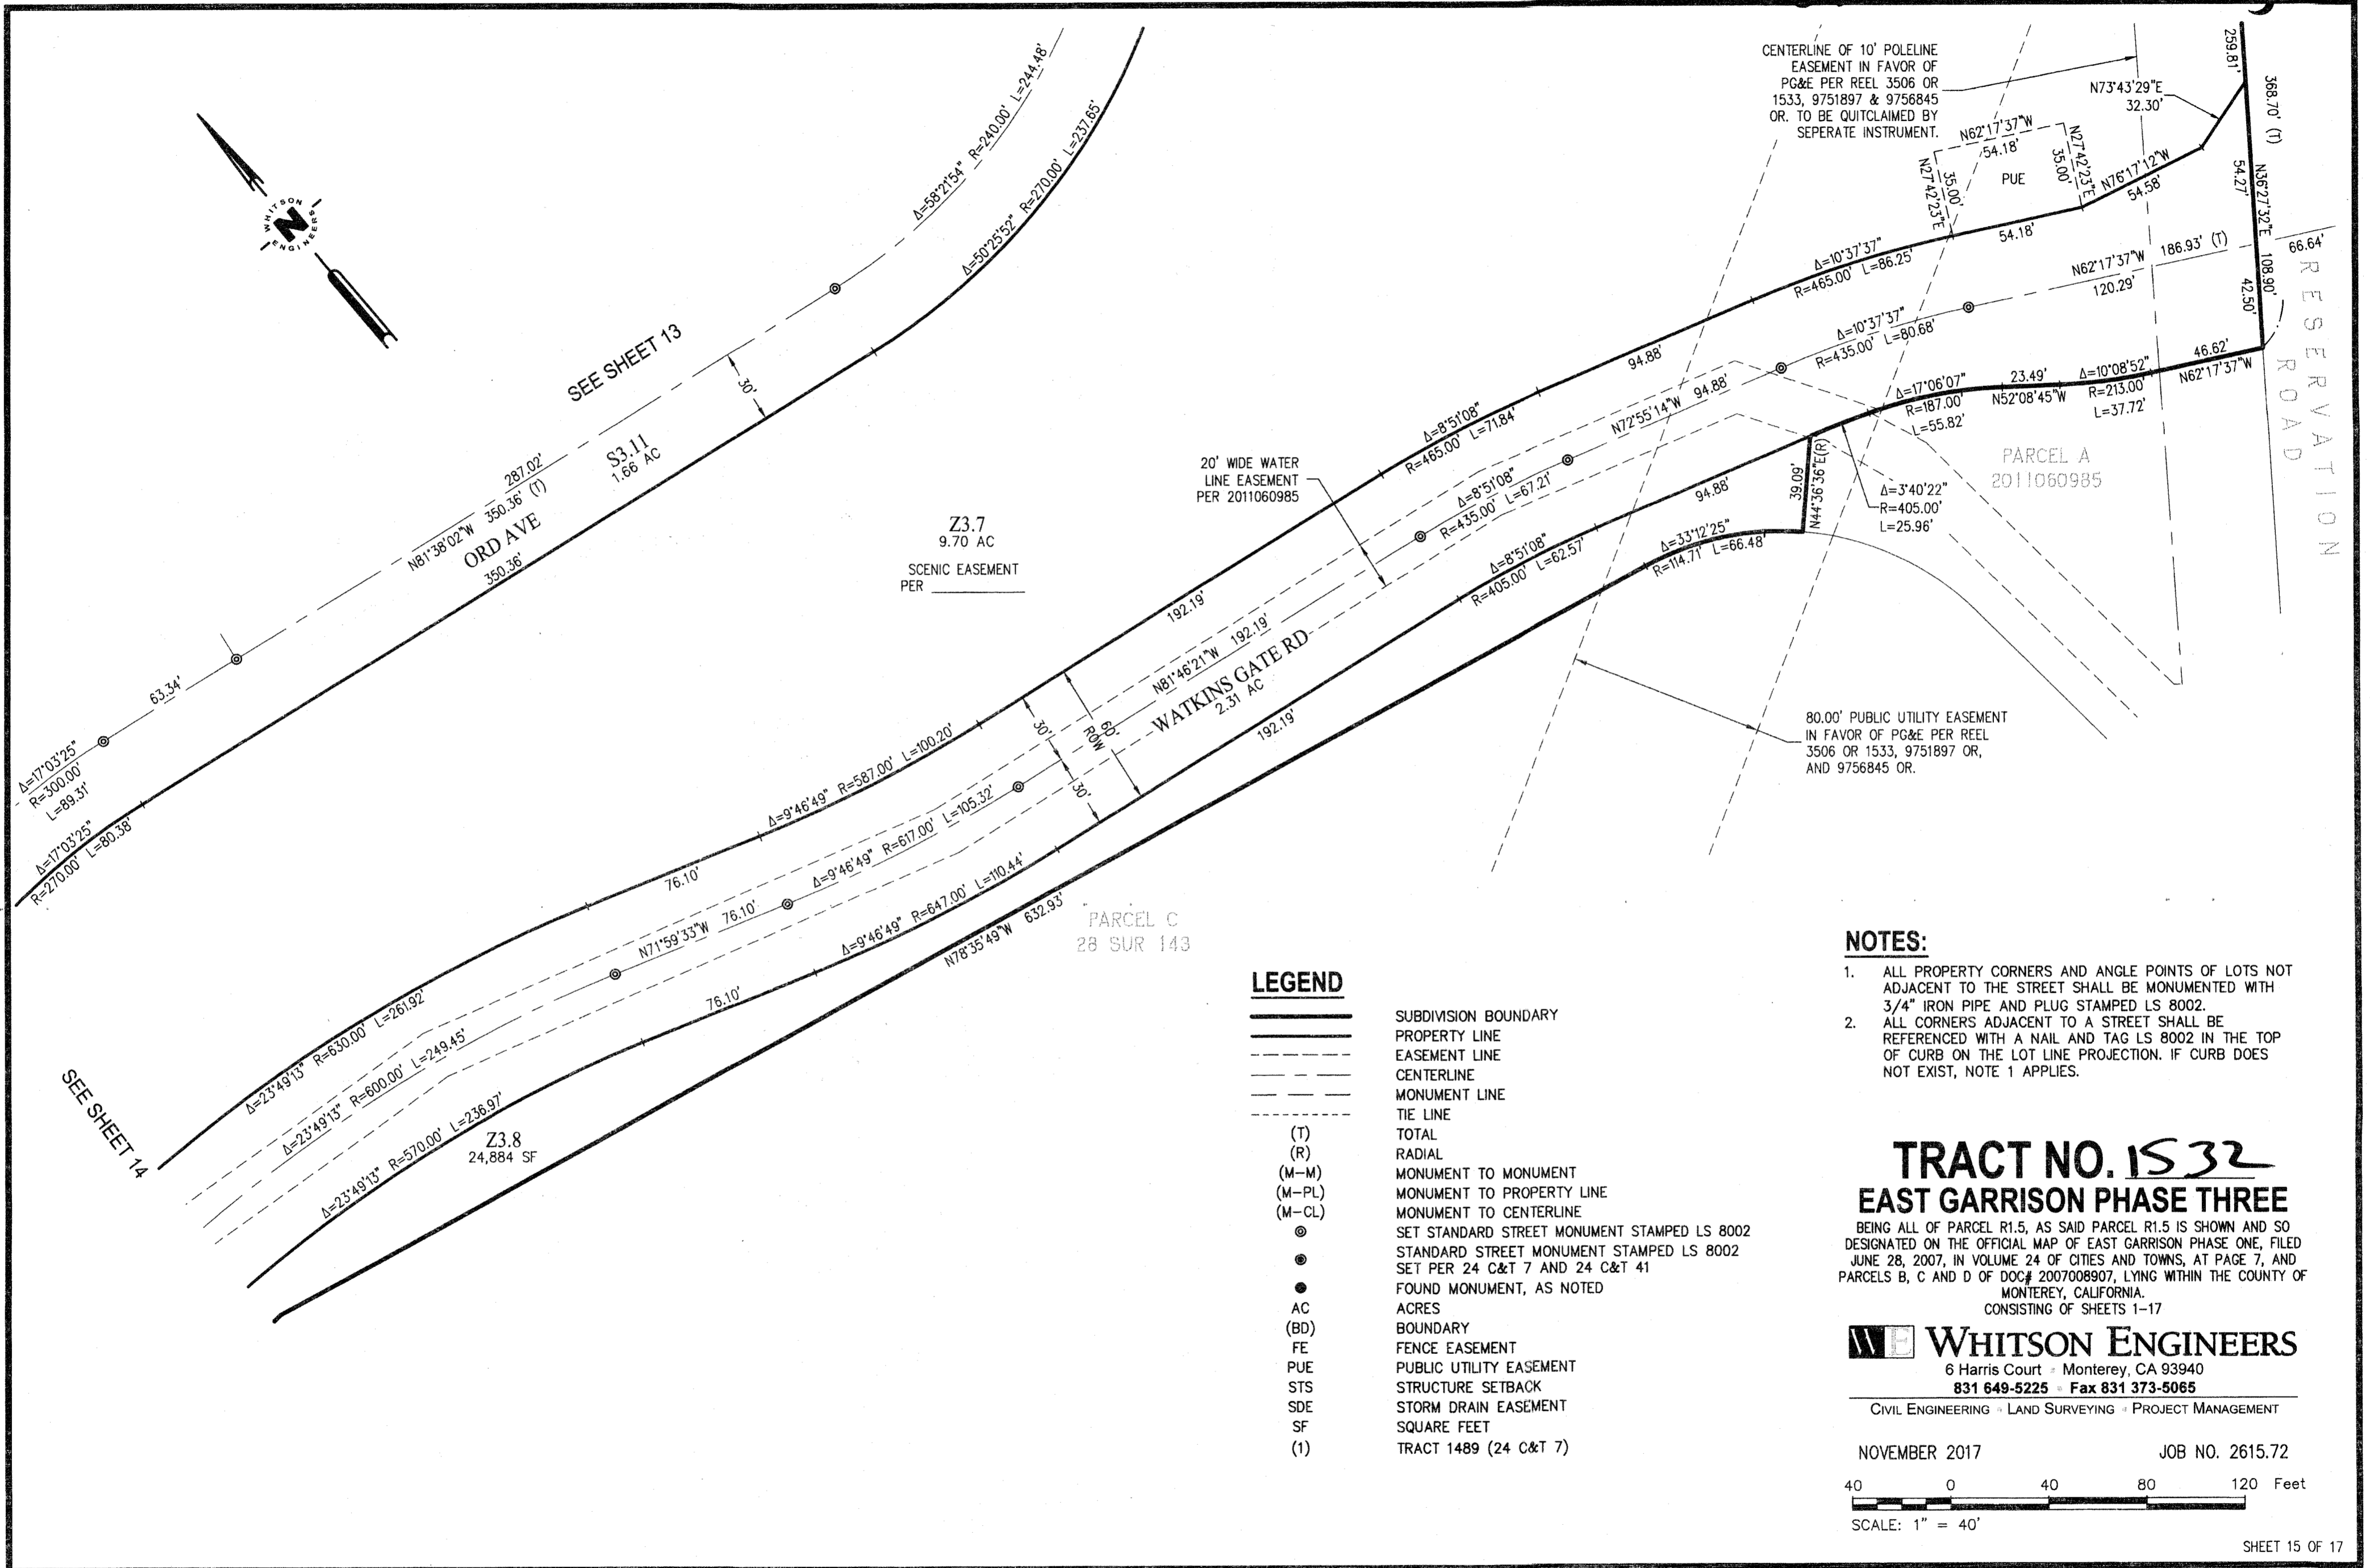 CENTERLINE OF 10' POLELINE
EASEMENT IN FAVOR OF
PG&E PER REEL 3506 OR
1533, 9751897 & 9756845
OR. TO BE QUITCLAIMED BY
SEPERATE INSTRUMENT.
259.81'
368.70' (T)
N73°43'29"E
32.30'
N62°17'37"W
54.18'
N27°42'23"E
35.00'
N27°42'23"E
35.00'
PUE
N76°17'12"W
54.58'
54.27'
N36°27'32"E
108.90'
42.50'
66.64'
RESERVATION
ROAD
Δ=58°21'54" R=240.00' L=244.48'
Δ=50°25'52" R=270.00' L=237.65'
WHITSON
N
ENGINEERS
SEE SHEET 13
30'
54.18'
N62°17'37"W 186.93' (T)
120.29'
Δ=10°37'37"
R=465.00' L=86.25'
Δ=10°37'37"
R=435.00' L=80.68'
94.88'
N72°55'14"W 94.88'
Δ=17°06'07"
R=187.00'
L=55.82'
23.49'
N52°08'45"W
Δ=10°08'52"
R=213.00'
L=37.72'
46.62'
N62°17'37"W
PARCEL A
2011060985
Δ=3°40'22"
R=405.00'
L=25.96'
39.09'
N44°36'36"E(R)
94.88'
Δ=8°51'08"
R=465.00' L=71.84'
Δ=8°51'08"
R=435.00' L=67.21'
Δ=8°51'08"
R=405.00' L=62.57'
Δ=33°12'25"
R=114.71' L=66.48'
20' WIDE WATER
LINE EASEMENT
PER 2011060985
287.02'
N81°38'02"W 350.36' (T)
S3.11
1.66 AC
ORD AVE
350.36'
Z3.7
9.70 AC
SCENIC EASEMENT
PER
192.19'
N81°46'21"W 192.19'
WATKINS GATE RD
2.31 AC
192.19'
30'
60'
ROW
30'
80.00' PUBLIC UTILITY EASEMENT
IN FAVOR OF PG&E PER REEL
3506 OR 1533, 9751897 OR,
AND 9756845 OR.
63.34'
Δ=17°03'25"
R=300.00'
L=89.31'
Δ=17°03'25"
R=270.00' L=80.38'
Δ=9°46'49" R=587.00' L=100.20'
Δ=9°46'49" R=617.00' L=105.32'
Δ=9°46'49" R=647.00' L=110.44'
76.10'
N71°59'33"W 76.10'
76.10'
N78°35'49"W 632.93'
PARCEL C
28 SUR 143
Δ=23°49'13" R=630.00' L=261.92'
Δ=23°49'13" R=600.00' L=249.45'
Δ=23°49'13" R=570.00' L=236.97'
Z3.8
24,884 SF
SEE SHEET 14
LEGEND
SUBDIVISION BOUNDARY
PROPERTY LINE
EASEMENT LINE
CENTERLINE
MONUMENT LINE
TIE LINE
(T) TOTAL
(R) RADIAL
(M-M) MONUMENT TO MONUMENT
(M-PL) MONUMENT TO PROPERTY LINE
(M-CL) MONUMENT TO CENTERLINE
SET STANDARD STREET MONUMENT STAMPED LS 8002
STANDARD STREET MONUMENT STAMPED LS 8002
SET PER 24 C&T 7 AND 24 C&T 41
FOUND MONUMENT, AS NOTED
AC ACRES
(BD) BOUNDARY
FE FENCE EASEMENT
PUE PUBLIC UTILITY EASEMENT
STS STRUCTURE SETBACK
SDE STORM DRAIN EASEMENT
SF SQUARE FEET
(1) TRACT 1489 (24 C&T 7)
NOTES:
1. ALL PROPERTY CORNERS AND ANGLE POINTS OF LOTS NOT
ADJACENT TO THE STREET SHALL BE MONUMENTED WITH
3/4" IRON PIPE AND PLUG STAMPED LS 8002.
2. ALL CORNERS ADJACENT TO A STREET SHALL BE
REFERENCED WITH A NAIL AND TAG LS 8002 IN THE TOP
OF CURB ON THE LOT LINE PROJECTION. IF CURB DOES
NOT EXIST, NOTE 1 APPLIES.
TRACT NO. 1532
EAST GARRISON PHASE THREE
BEING ALL OF PARCEL R1.5, AS SAID PARCEL R1.5 IS SHOWN AND SO
DESIGNATED ON THE OFFICIAL MAP OF EAST GARRISON PHASE ONE, FILED
JUNE 28, 2007, IN VOLUME 24 OF CITIES AND TOWNS, AT PAGE 7, AND
PARCELS B, C AND D OF DOC# 2007008907, LYING WITHIN THE COUNTY OF
MONTEREY, CALIFORNIA.
CONSISTING OF SHEETS 1-17
WE WHITSON ENGINEERS
6 Harris Court Monterey, CA 93940
831 649-5225 Fax 831 373-5065
CIVIL ENGINEERING LAND SURVEYING PROJECT MANAGEMENT
NOVEMBER 2017 JOB NO. 2615.72
40 0 40 80 120 Feet
SCALE: 1" = 40'
SHEET 15 OF 17